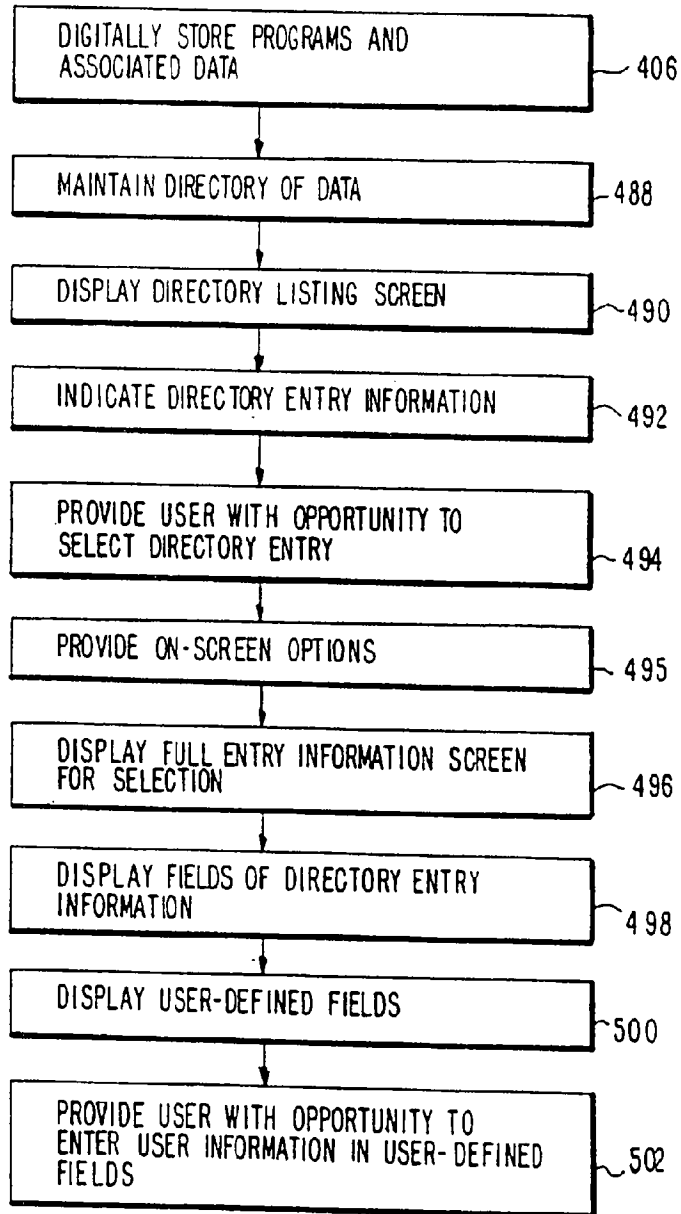 DIGITALLY STORE PROGRAMS AND
ASSOCIATED DATA
406
MAINTAIN DIRECTORY OF DATA
488
DISPLAY DIRECTORY LISTING SCREEN
490
INDICATE DIRECTORY ENTRY INFORMATION
492
PROVIDE USER WITH OPPORTUNITY TO
SELECT DIRECTORY ENTRY
494
PROVIDE ON-SCREEN OPTIONS
495
DISPLAY FULL ENTRY INFORMATION SCREEN
FOR SELECTION
496
DISPLAY FIELDS OF DIRECTORY ENTRY
INFORMATION
498
DISPLAY USER-DEFINED FIELDS
500
PROVIDE USER WITH OPPORTUNITY TO
ENTER USER INFORMATION IN USER-DEFINED
FIELDS
502